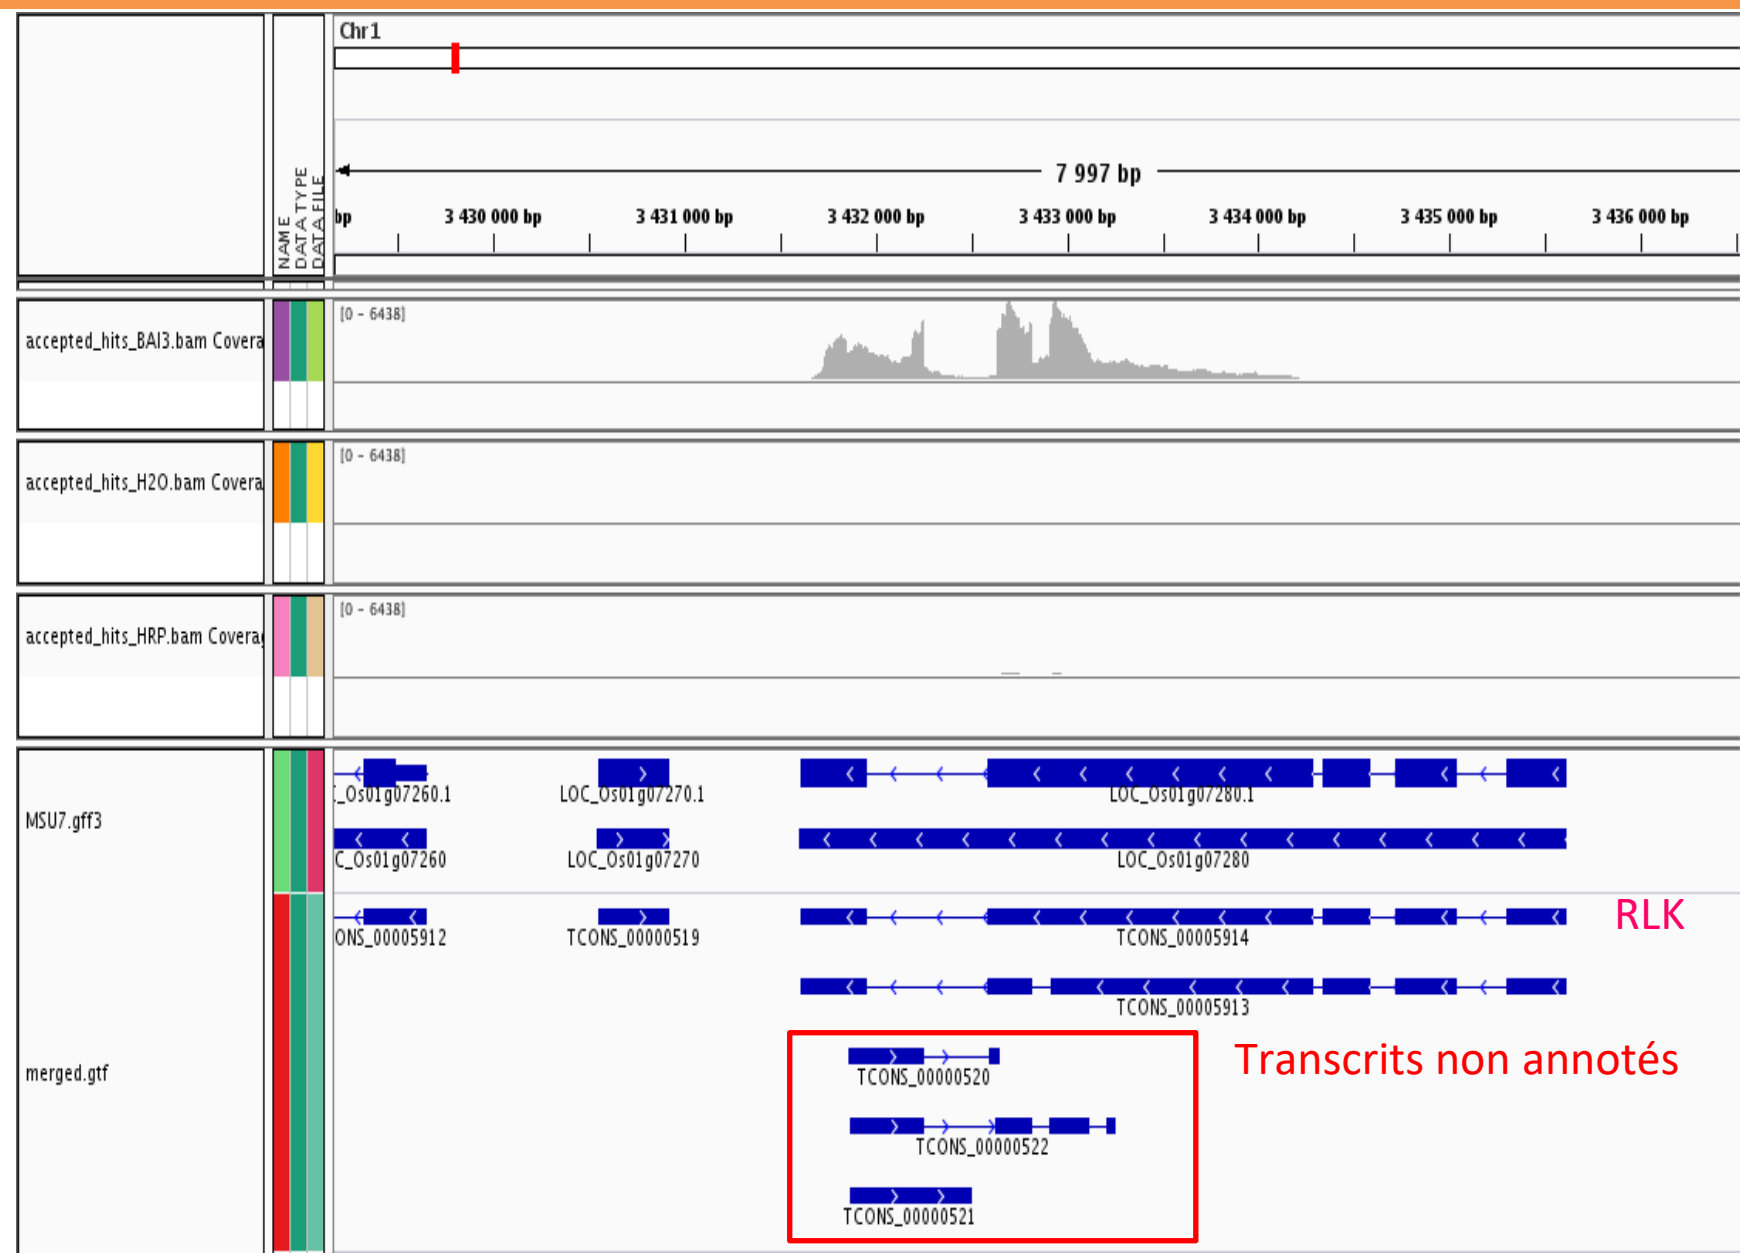 Chr1
7 997 bp
NAME
DATA TYPE
DATA FILE
bp 3 430 000 bp 3 431 000 bp 3 432 000 bp 3 433 000 bp 3 434 000 bp 3 435 000 bp 3 436 000 bp
[0 - 6438]
accepted_hits_BAI3.bam Covera
[0 - 6438]
accepted_hits_H2O.bam Covera
[0 - 6438]
accepted_hits_HRP.bam Coverag
C_Os01g07260.1 LOC_Os01g07270.1 LOC_Os01g07280.1
MSU7.gff3
C_Os01g07260 LOC_Os01g07270 LOC_Os01g07280
RLK
ONS_00005912 TCONS_00000519 TCONS_00005914
TCONS_00005913
Transcrits non annotés
merged.gtf
TCONS_00000520
TCONS_00000522
TCONS_00000521